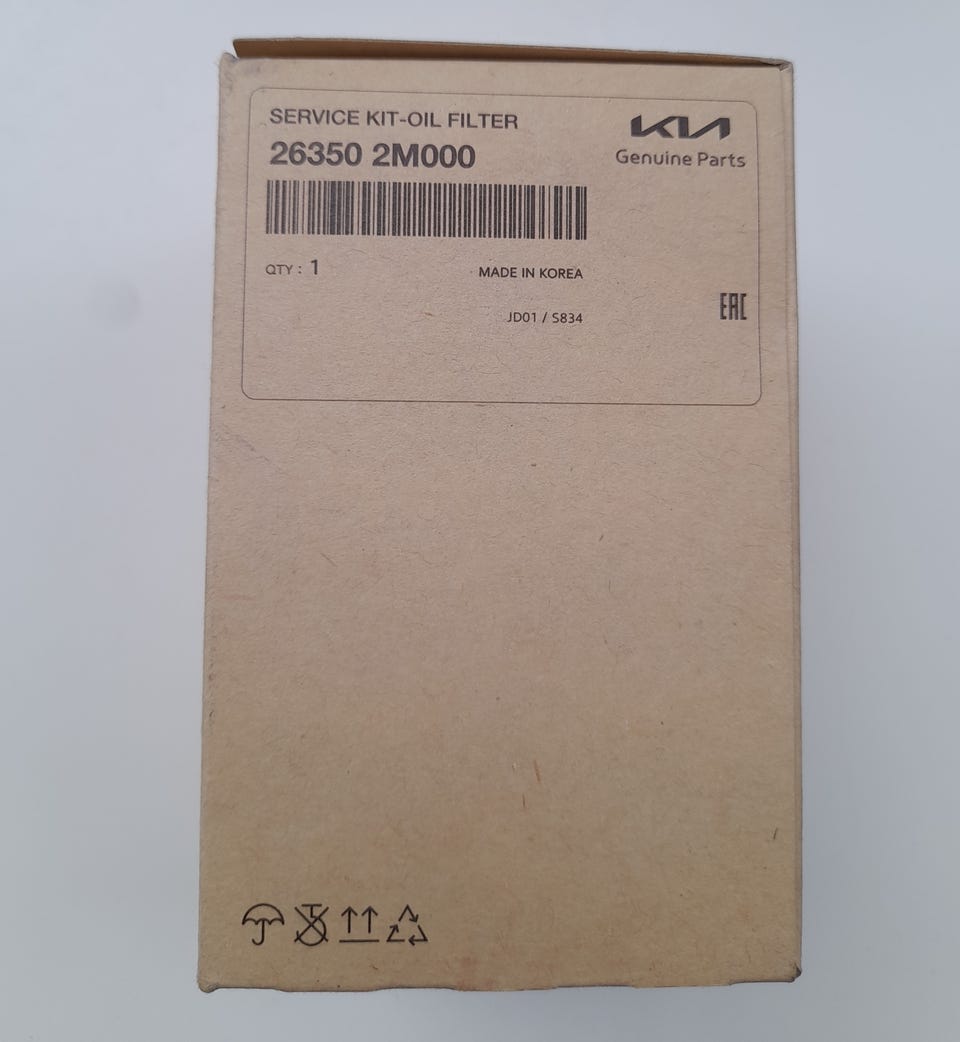 SERVICE KIT-OIL FILTER
26350 2M000
KIA
Genuine Parts
QTY : 1
MADE IN KOREA
JD01 / S834
EAC